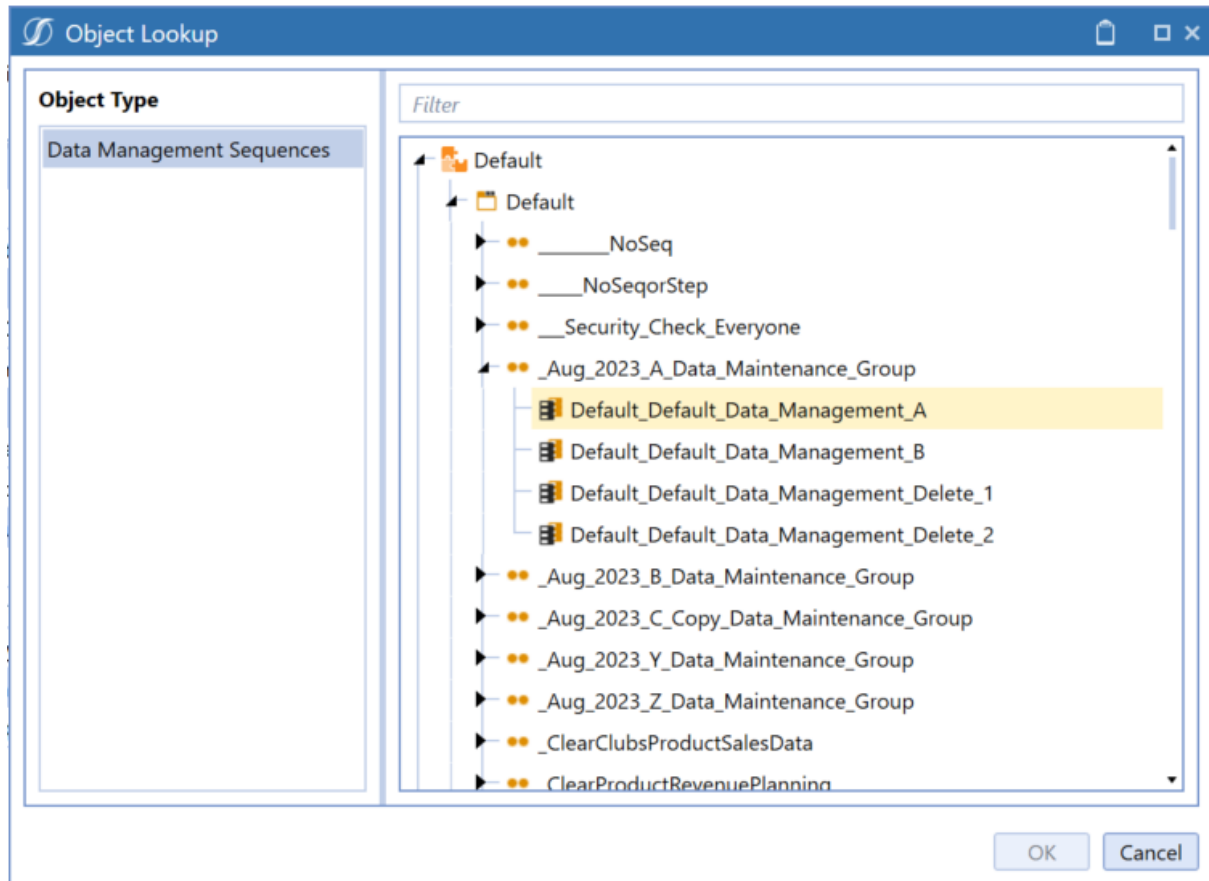 Object Lookup
Object Type
Data Management Sequences
Filter
Default
Default
_______NoSeq
____NoSeqorStep
__Security_Check_Everyone
_Aug_2023_A_Data_Maintenance_Group
Default_Default_Data_Management_A
Default_Default_Data_Management_B
Default_Default_Data_Management_Delete_1
Default_Default_Data_Management_Delete_2
_Aug_2023_B_Data_Maintenance_Group
_Aug_2023_C_Copy_Data_Maintenance_Group
_Aug_2023_Y_Data_Maintenance_Group
_Aug_2023_Z_Data_Maintenance_Group
_ClearClubsProductSalesData
_ClearProductRevenuePlanning
OK
Cancel